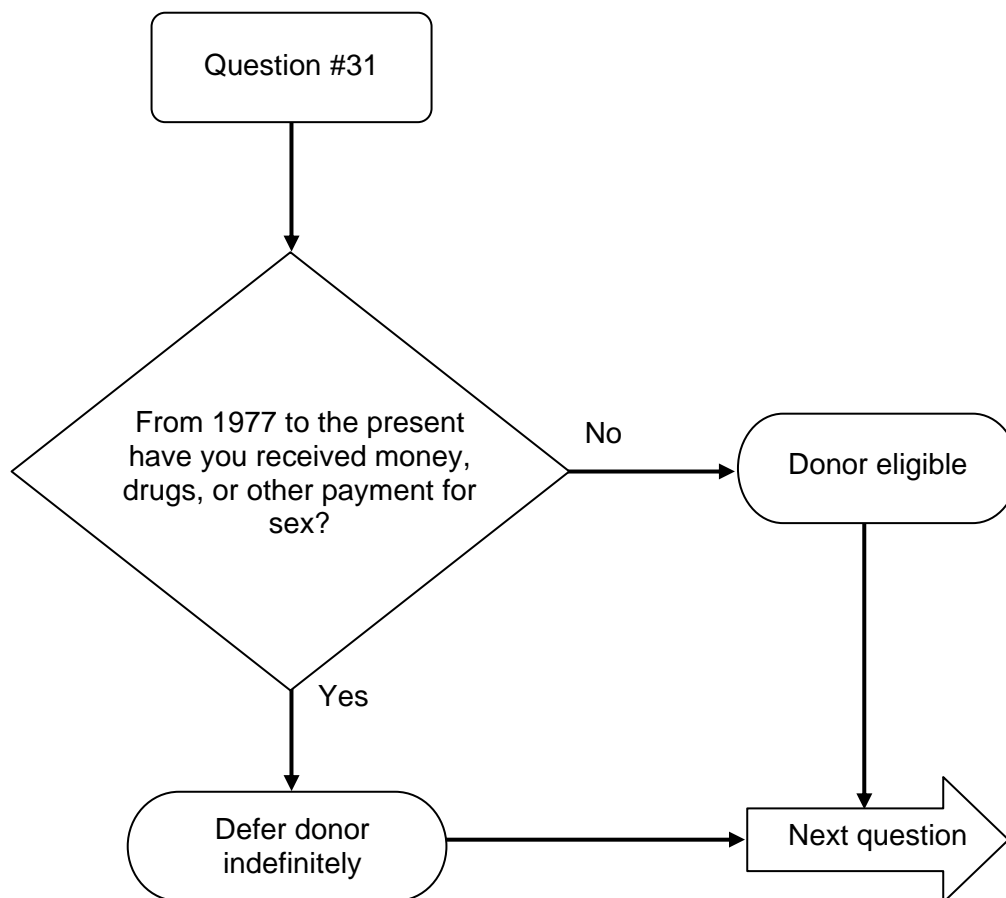 Question #31
From 1977 to the present
have you received money,
drugs, or other payment for
sex?
No
Donor eligible
Yes
Defer donor
indefinitely
Next question